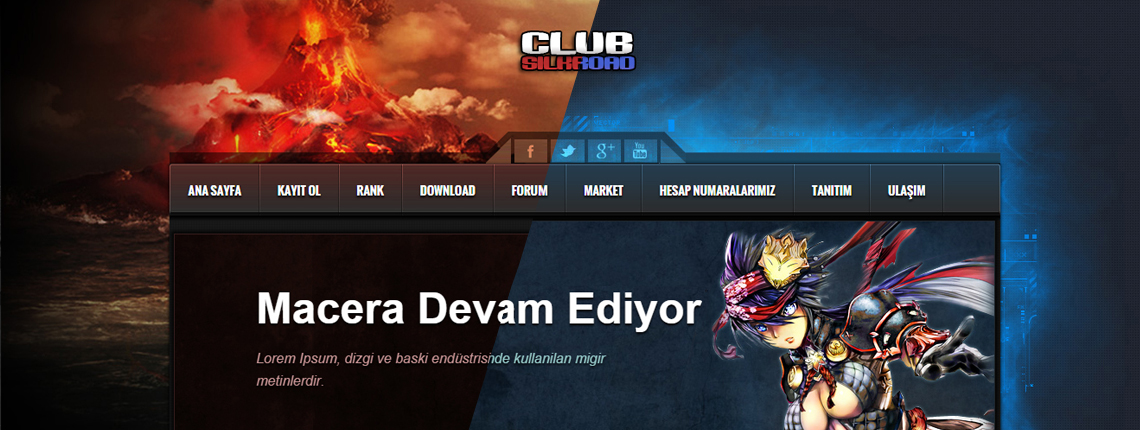 CLUB
SILKROAD
f g+ You Tube
ANA SAYFA KAYIT OL RANK DOWNLOAD FORUM MARKET HESAP NUMARALARIMIZ TANITIM ULAŞIM
Macera Devam Ediyor
Lorem Ipsum, dizgi ve baski endüstrisinde kullanilan migir
metinlerdir.